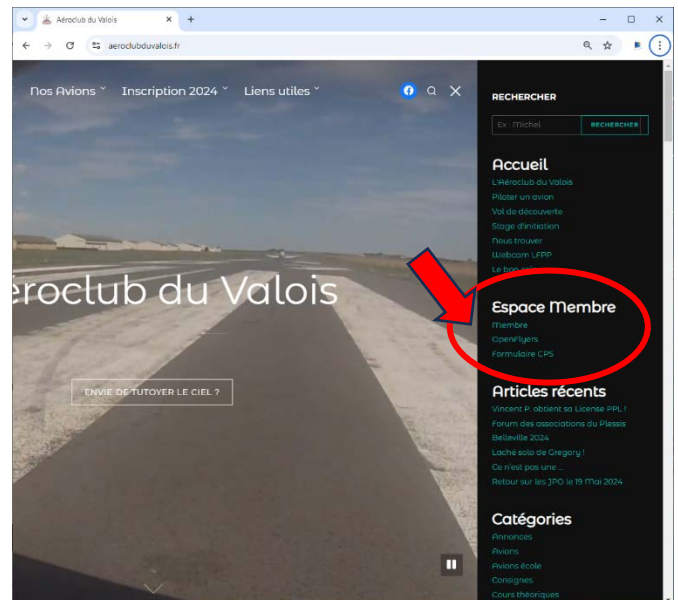 Aéroclub du Valois
aeroclubduvalois.fr
Nos Avions
Inscription 2024
Liens utiles
éroclub du Valois
ENVIE DE TUTOYER LE CIEL ?
RECHERCHER
Ex : Michel
RECHERCHER
Accueil
L'Aéroclub du Valois
Piloter un avion
Vol de découverte
Stage d'initiation
Nous trouver
Webcam LFPP
Le bon
Espace Membre
Membre
OpenFlyers
Formulaire CPS
Articles récents
Vincent P. obtient sa License PPL !
Forum des associations du Plessis
Belleville 2024
Laché solo de Gregory !
Ce n'est pas une ...
Retour sur les JPO le 19 Mai 2024
Catégories
Annonces
Avions
Avions école
Consignes
Cours théoriques